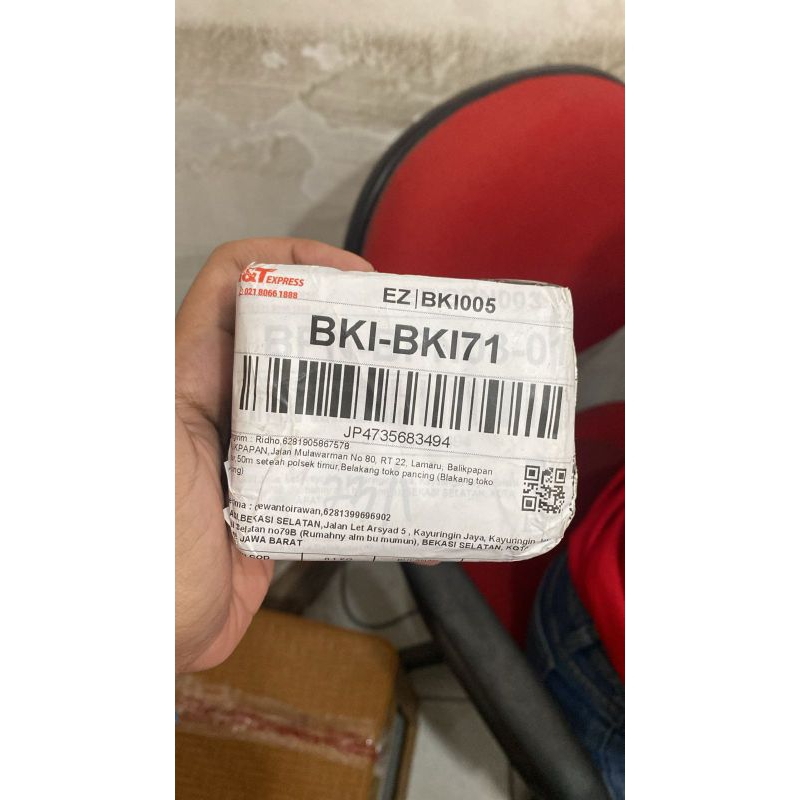 J&T EXPRESS
021 8066 1888
EZ|BKI005
BKI-BKI71
JP4735683494
: Ridho,6281905867578
KPAPAN,Jalan Mulawarman No 80, RT 22, Lamaru, Balikpapan
50m seteah polsek timur,Belakang toko pancing (Blakang toko
: ewantoirawan,6281399696902
BEKASI SELATAN,Jalan Let Arsyad 5 , Kayuringin Jaya, Kayuringin
Selatan no79B (Rumahny alm bu mumun), BEKASI SELATAN, KOTA
JAWA BARAT